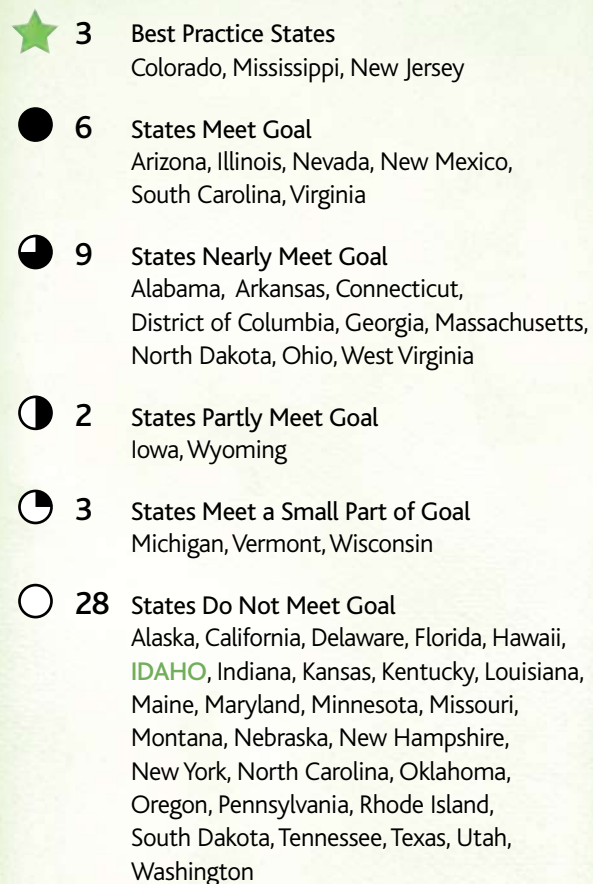 3 Best Practice States
Colorado, Mississippi, New Jersey
6 States Meet Goal
Arizona, Illinois, Nevada, New Mexico,
South Carolina, Virginia
9 States Nearly Meet Goal
Alabama, Arkansas, Connecticut,
District of Columbia, Georgia, Massachusetts,
North Dakota, Ohio, West Virginia
2 States Partly Meet Goal
Iowa, Wyoming
3 States Meet a Small Part of Goal
Michigan, Vermont, Wisconsin
28 States Do Not Meet Goal
Alaska, California, Delaware, Florida, Hawaii,
IDAHO, Indiana, Kansas, Kentucky, Louisiana,
Maine, Maryland, Minnesota, Missouri,
Montana, Nebraska, New Hampshire,
New York, North Carolina, Oklahoma,
Oregon, Pennsylvania, Rhode Island,
South Dakota, Tennessee, Texas, Utah,
Washington